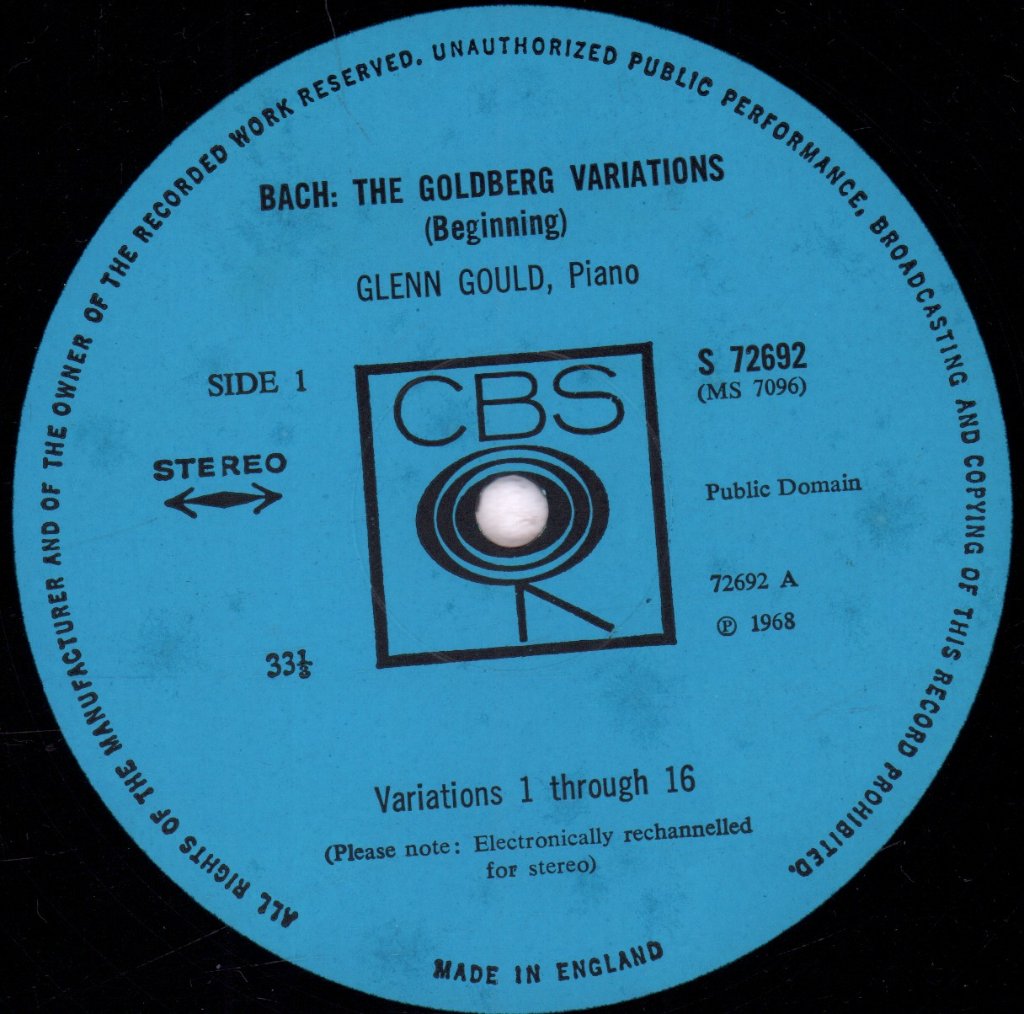 ALL RIGHTS OF THE MANUFACTURER AND OF THE OWNER OF THE RECORDED WORK RESERVED. UNAUTHORIZED PUBLIC PERFORMANCE, BROADCASTING AND COPYING OF THIS RECORD PROHIBITED.
BACH: THE GOLDBERG VARIATIONS
(Beginning)
GLENN GOULD, Piano
SIDE 1
S 72692
(MS 7096)
CBS
STEREO
Public Domain
72692 A
℗ 1968
33⅓
Variations 1 through 16
(Please note: Electronically rechannelled
for stereo)
MADE IN ENGLAND